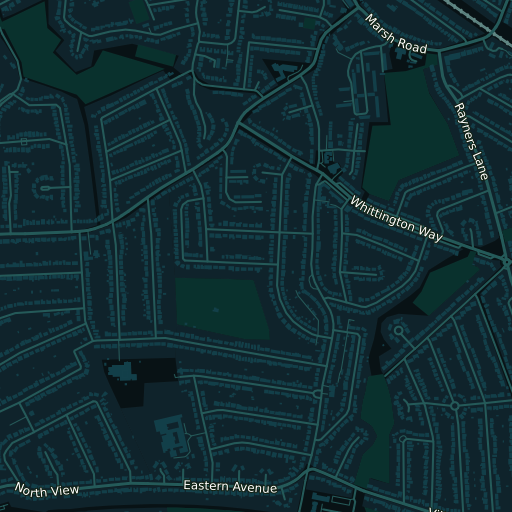 Marsh Road
Rayners Lane
Whittington Way
North View
Eastern Avenue